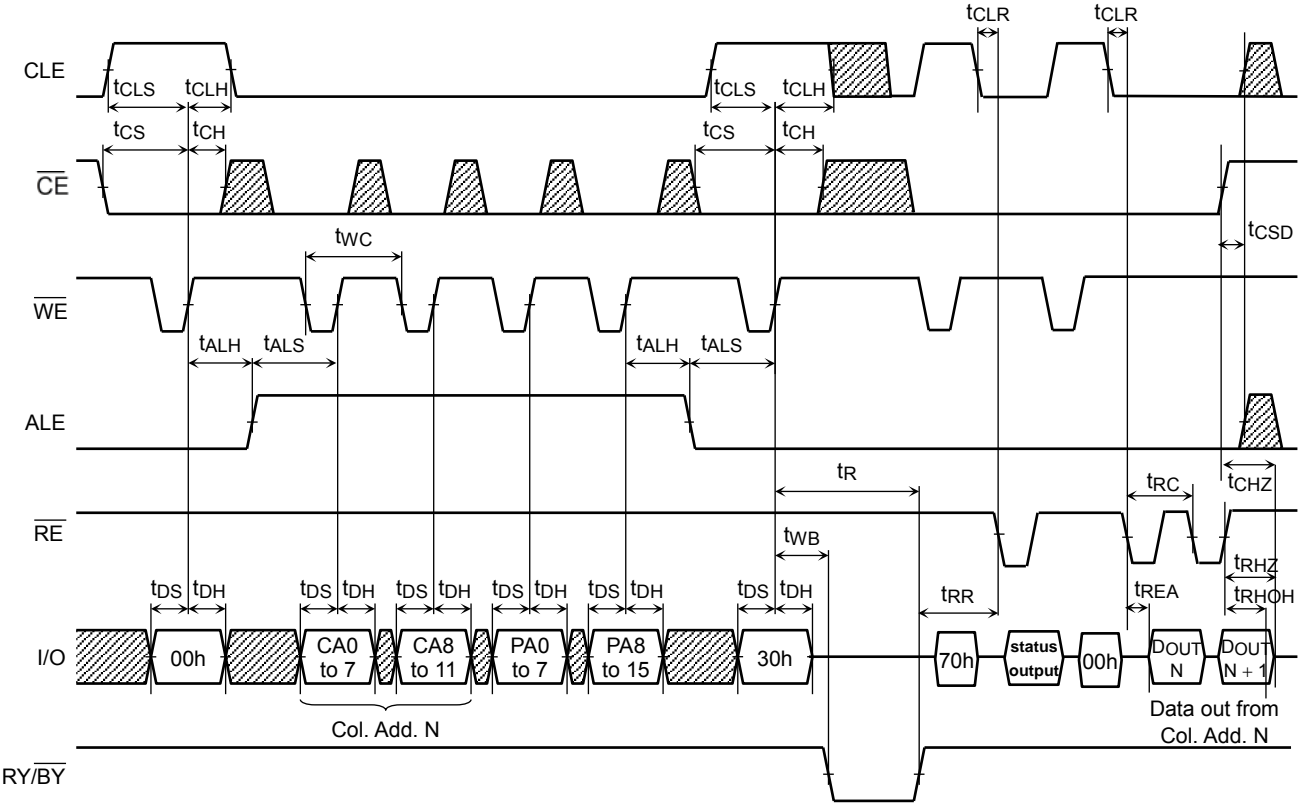 tCLR tCLR
CLE
tCLS tCLH tCLS tCLH
tCS tCH tCS tCH
CE
tCSD
tWC
WE
tALH tALS tALH tALS
ALE
tR tRC tCHZ
RE
tWB
tRHZ
tDS tDH tDS tDH tDS tDH tDS tDH tDS tDH tDS tDH tRR tREA tRHOH
I/O 00h CA0 to 7 CA8 to 11 PA0 to 7 PA8 to 15 30h 70h status output 00h DOUT N DOUT N + 1
Col. Add. N
Data out from
Col. Add. N
RY/BY